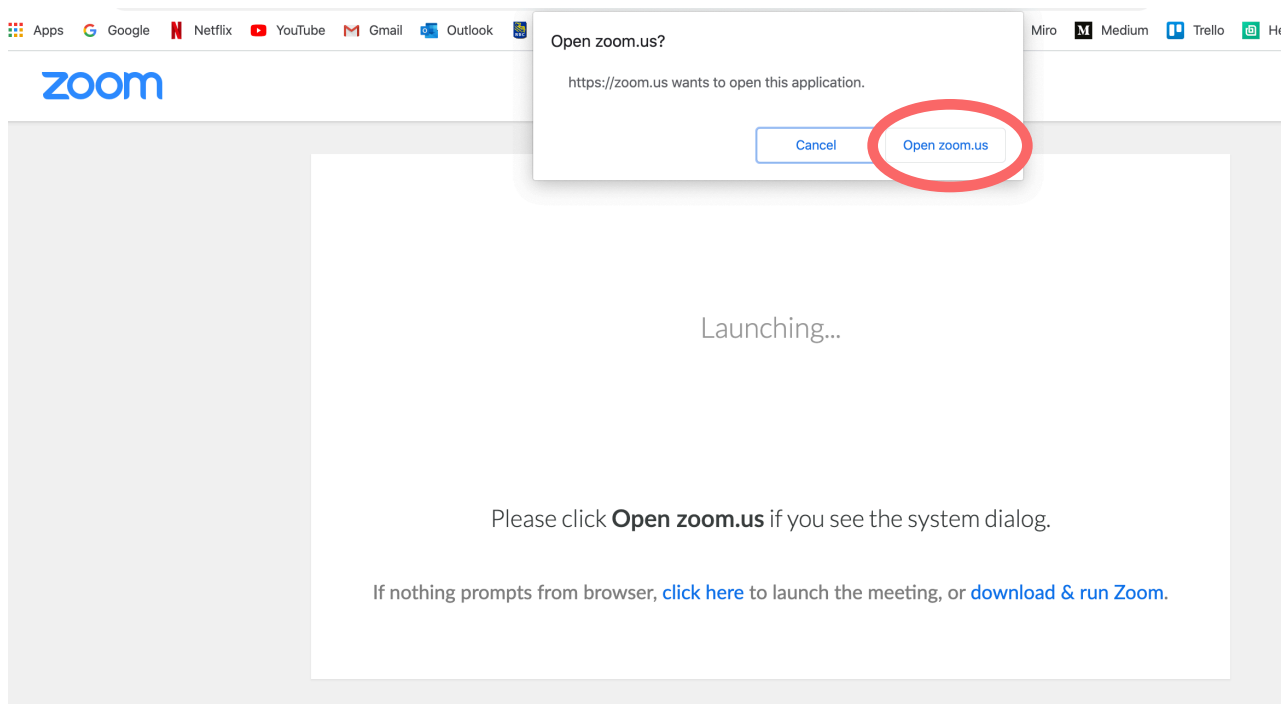 Apps Google Netflix YouTube Gmail Outlook RBC Miro Medium Trello He
Open zoom.us?
https://zoom.us wants to open this application.
Cancel Open zoom.us
zoom
Launching...
Please click Open zoom.us if you see the system dialog.
If nothing prompts from browser, click here to launch the meeting, or download & run Zoom.